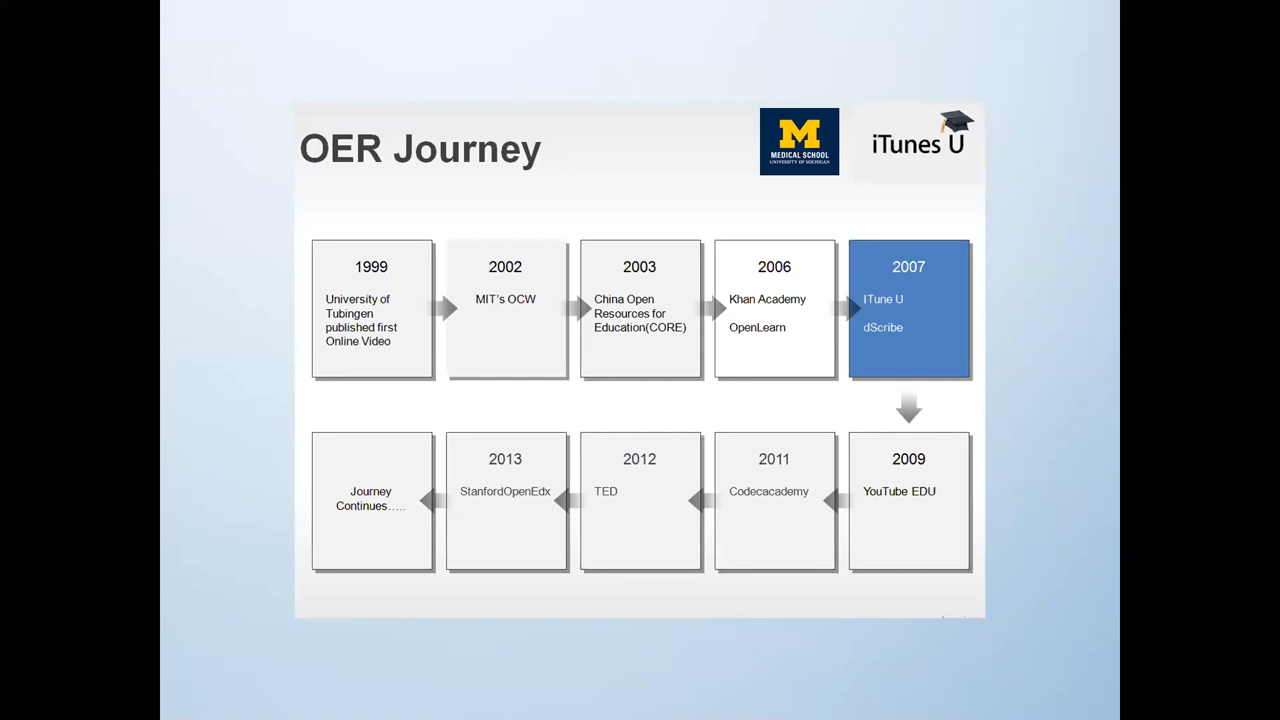 OER Journey
M
MEDICAL SCHOOL
UNIVERSITY OF MICHIGAN
iTunes U
1999
University of
Tubingen
published first
Online Video
2002
MIT's OCW
2003
China Open
Resources for
Education(CORE)
2006
Khan Academy
OpenLearn
2007
ITune U
dScribe
2009
YouTube EDU
2011
Codecacademy
2012
TED
2013
StanfordOpenEdx
Journey
Continues.....